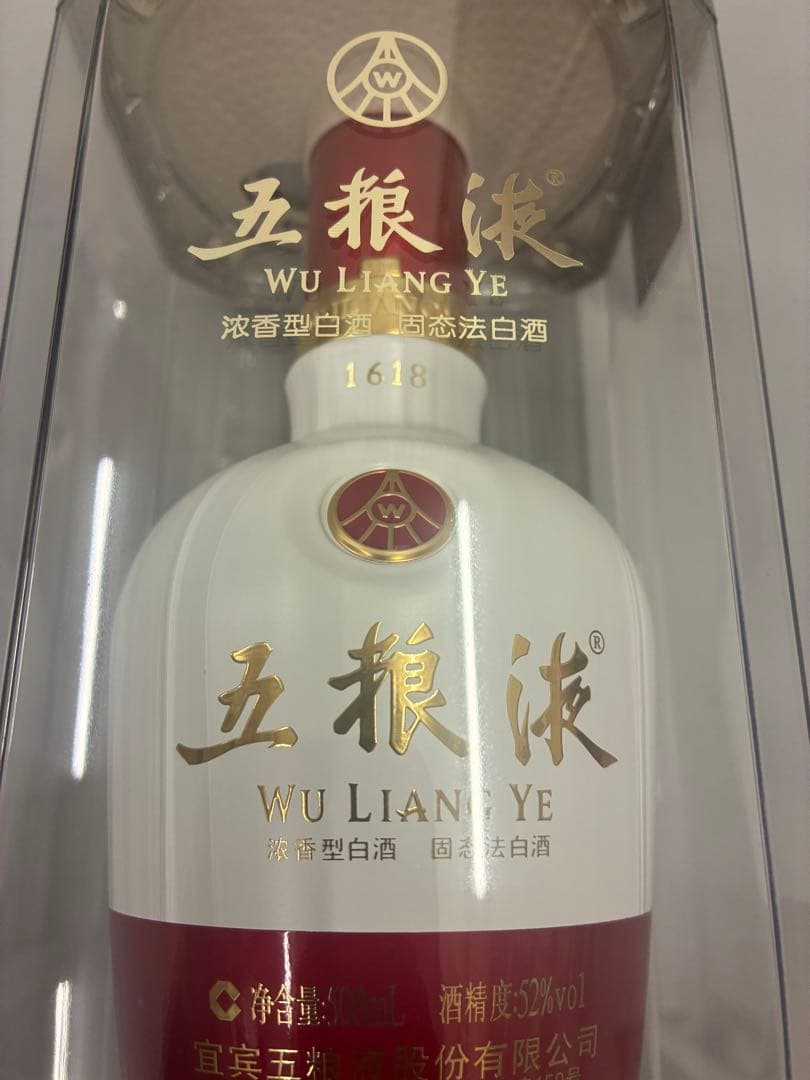 W
五粮液®
WU LIANG YE
浓香型白酒 固态法白酒
1618
W
五粮液®
WU LIANG YE
浓香型白酒 固态法白酒
净含量:500mL 酒精度:52%vol
宜宾五粮液股份有限公司